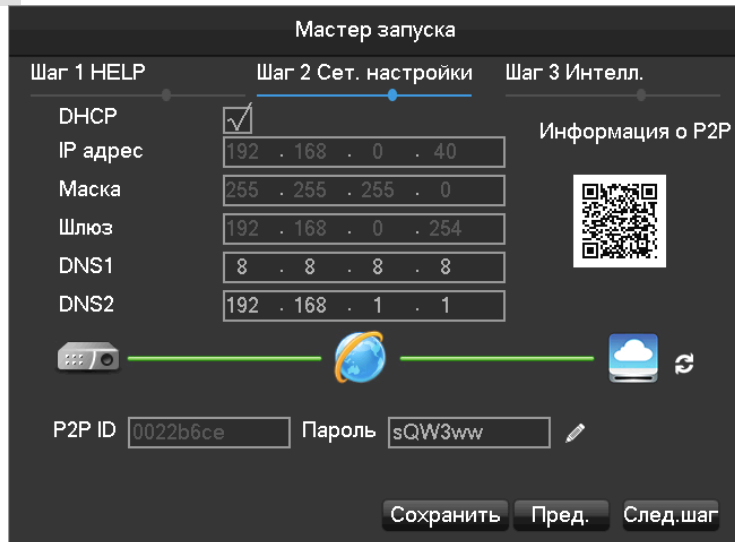 Мастер запуска
Шаг 1 HELP Шаг 2 Сет. настройки Шаг 3 Интелл.
DHCP
Информация о P2P
IP адрес 192 . 168 . 0 . 40
Маска 255 . 255 . 255 . 0
Шлюз 192 . 168 . 0 . 254
DNS1 8 . 8 . 8 . 8
DNS2 192 . 168 . 1 . 1
P2P ID 0022b6ce Пароль sQW3ww
Сохранить Пред. След.шаг